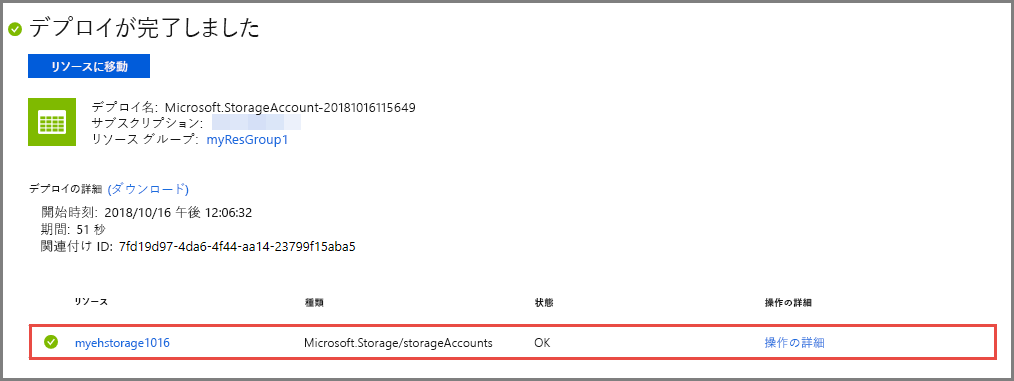 デプロイが完了しました
リソースに移動
デプロイ名: Microsoft.StorageAccount-20181016115649
サブスクリプション:
リソース グループ: myResGroup1
デプロイの詳細 (ダウンロード)
開始時刻: 2018/10/16 午後 12:06:32
期間: 51 秒
関連付け ID: 7fd19d97-4da6-4f44-aa14-23799f15aba5
リソース 種類 状態 操作の詳細
myehstorage1016 Microsoft.Storage/storageAccounts OK 操作の詳細